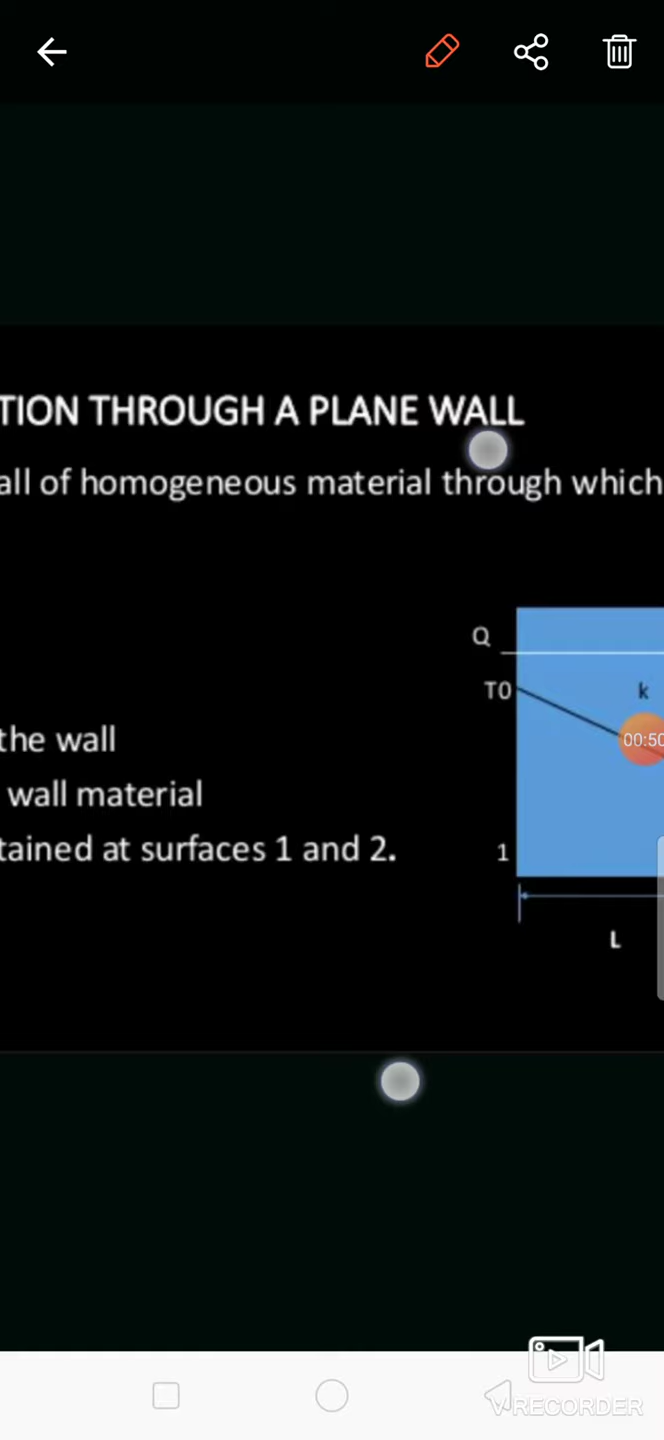 TION THROUGH A PLANE WALL
all of homogeneous material through which
Q
T0
k
the wall
00:50
wall material
tained at surfaces 1 and 2.
1
L
VRECORDER